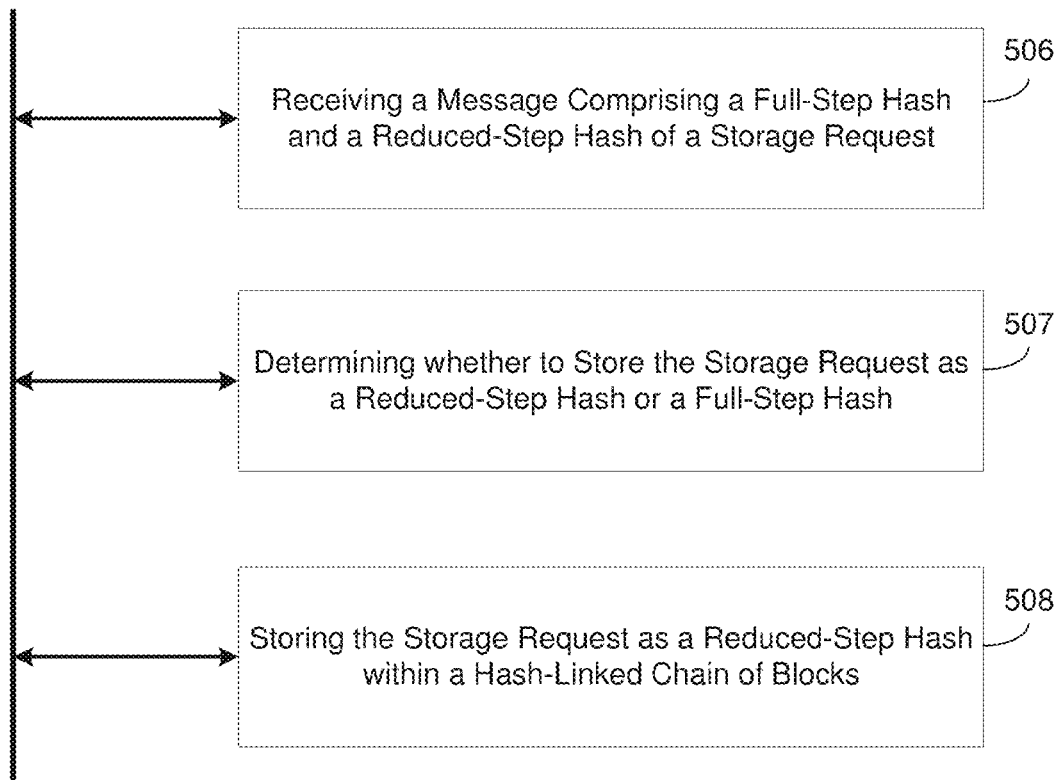 506
Receiving a Message Comprising a Full-Step Hash
and a Reduced-Step Hash of a Storage Request
507
Determining whether to Store the Storage Request as
a Reduced-Step Hash or a Full-Step Hash
508
Storing the Storage Request as a Reduced-Step Hash
within a Hash-Linked Chain of Blocks